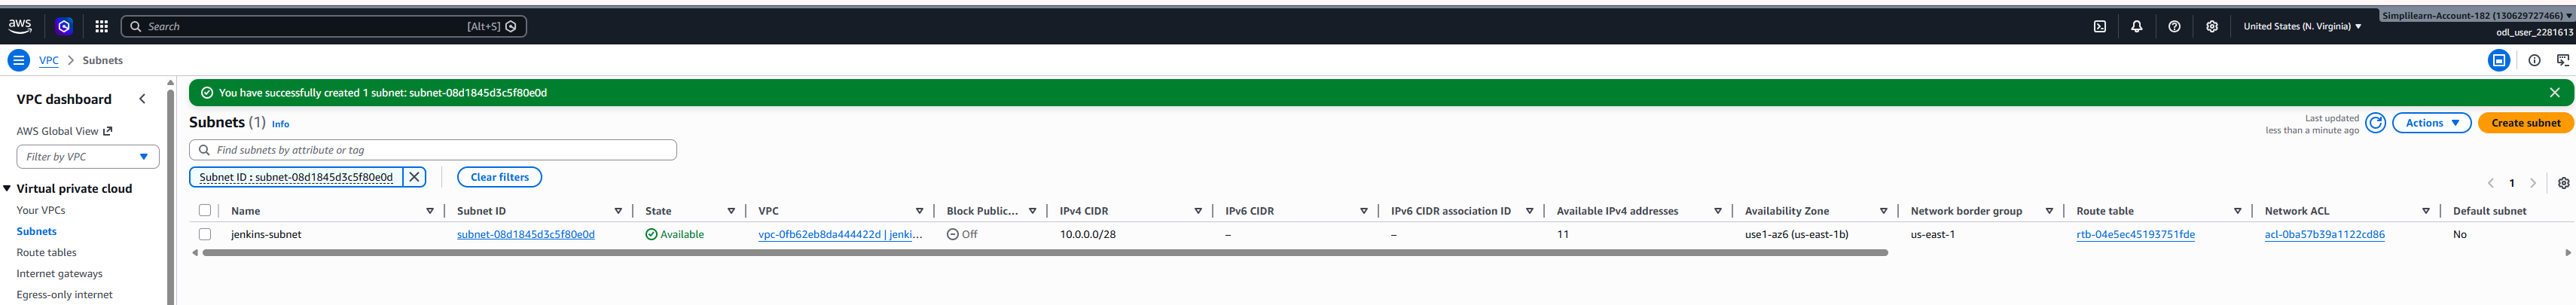 aws
Search
[Alt+S]
United States (N. Virginia)
Simplilearn-Account-182 (130629727466)
odl_user_2281613
VPC > Subnets
VPC dashboard
AWS Global View
Filter by VPC
Virtual private cloud
Your VPCs
Subnets
Route tables
Internet gateways
Egress-only internet
You have successfully created 1 subnet: subnet-08d1845d3c5f80e0d
Subnets (1) Info
Last updated
less than a minute ago
Actions
Create subnet
Find subnets by attribute or tag
Subnet ID : subnet-08d1845d3c5f80e0d
Clear filters
1
Name Subnet ID State VPC Block Public... IPv4 CIDR IPv6 CIDR IPv6 CIDR association ID Available IPv4 addresses Availability Zone Network border group Route table Network ACL Default subnet
jenkins-subnet subnet-08d1845d3c5f80e0d Available vpc-0fb62eb8da444422d | jenki... Off 10.0.0.0/28 – – 11 use1-az6 (us-east-1b) us-east-1 rtb-04e5ec45193751fde acl-0ba57b39a1122cd86 No